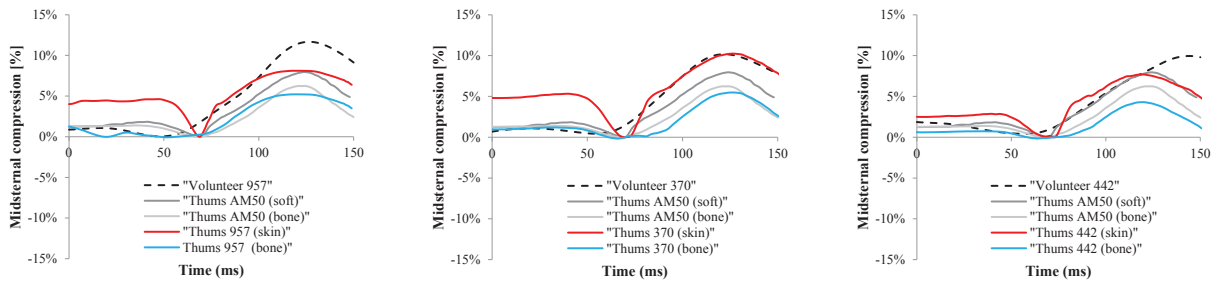 Midsternal compression [%]
15%
10%
5%
0%
-5%
-10%
-15%
0
50
100
150
"Volunteer 957"
"Thums AM50 (soft)"
"Thums AM50 (bone)"
"Thums 957 (skin)"
Thums 957 (bone)"
Time (ms)
Midsternal compression [%]
15%
10%
5%
0%
-5%
-10%
-15%
0
50
100
150
"Volunteer 370"
"Thums AM50 (soft)"
"Thums AM50 (bone)"
"Thums 370 (skin)"
"Thums 370 (bone)"
Time (ms)
Midsternal compression [%]
15%
10%
5%
0%
-5%
-10%
-15%
0
50
100
150
"Volunteer 442"
"Thums AM50 (soft)"
"Thums AM50 (bone)"
"Thums 442 (skin)"
"Thums 442 (bone)"
Time (ms)